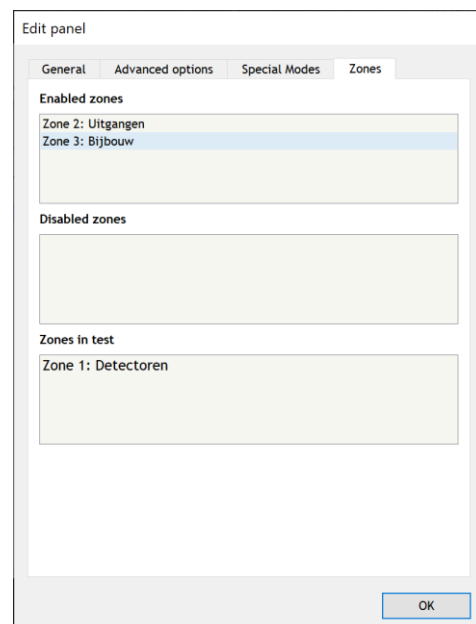 Edit panel
General Advanced options Special Modes Zones
Enabled zones
Zone 2: Uitgangen
Zone 3: Bijbouw
Disabled zones
Zones in test
Zone 1: Detectoren
OK